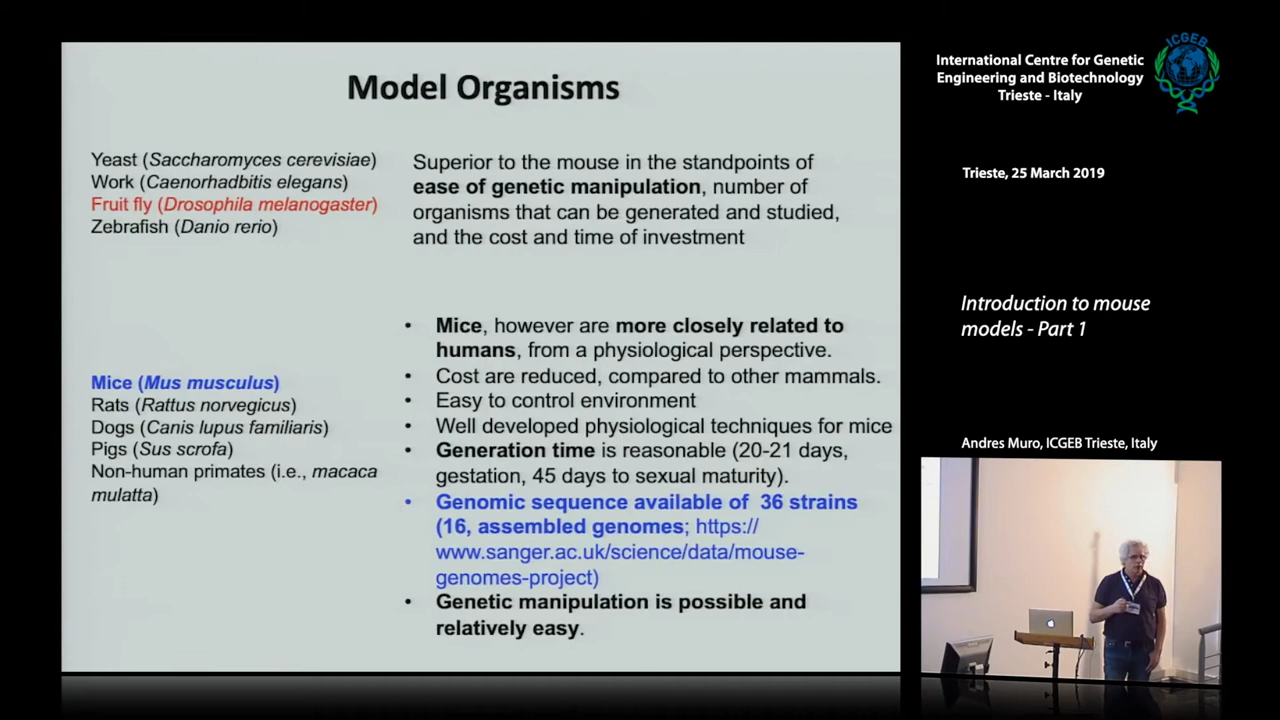 Model Organisms
Yeast (Saccharomyces cerevisiae)
Work (Caenorhadbitis elegans)
Fruit fly (Drosophila melanogaster)
Zebrafish (Danio rerio)
Superior to the mouse in the standpoints of
ease of genetic manipulation, number of
organisms that can be generated and studied,
and the cost and time of investment
Mice (Mus musculus)
Rats (Rattus norvegicus)
Dogs (Canis lupus familiaris)
Pigs (Sus scrofa)
Non-human primates (i.e., macaca
mulatta)
• Mice, however are more closely related to
humans, from a physiological perspective.
• Cost are reduced, compared to other mammals.
• Easy to control environment
• Well developed physiological techniques for mice
• Generation time is reasonable (20-21 days,
gestation, 45 days to sexual maturity).
• Genomic sequence available of 36 strains
(16, assembled genomes; https://
www.sanger.ac.uk/science/data/mouse-
genomes-project)
• Genetic manipulation is possible and
relatively easy.
International Centre for Genetic
Engineering and Biotechnology
Trieste - Italy
ICGEB
Trieste, 25 March 2019
Introduction to mouse
models - Part 1
Andres Muro, ICGEB Trieste, Italy